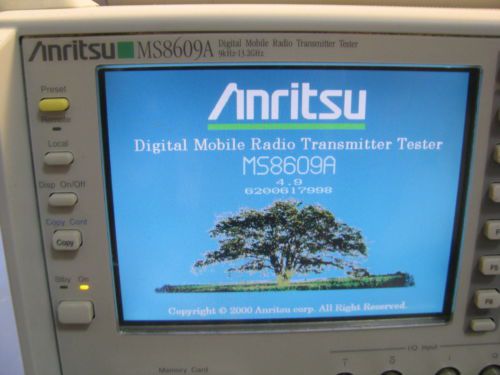 Anritsu MS8609A Digital Mobile Radio Transmitter Tester
9kHz-13.2GHz
Preset
Remote
Local
Disp On/Off
Copy Cont
Copy
Stby On
Anritsu
Digital Mobile Radio Transmitter Tester
MS8609A
4.9
6200617998
Copyright © 2000 Anritsu corp. All Right Reserved.
I/Q Input
Memory Card